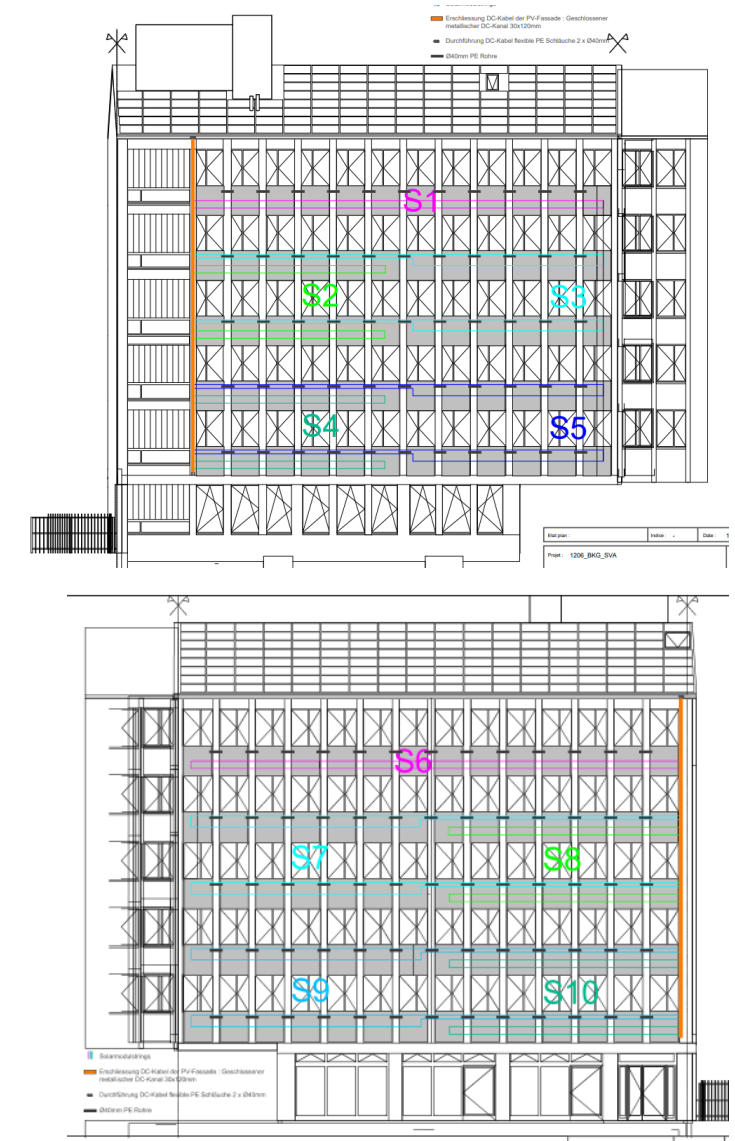 Erschliessung DC-Kabel der PV-Fassade : Geschlossener
metallischer DC-Kanal 30x120mm
Durchführung DC-Kabel flexible PE Schläuche 2 x Ø40mm
Ø40mm PE Rohre
S1
S2
S3
S4
S5
Etat plan :
Indice : -
Date : 1
Projet : 1206_BKG_SVA
S6
S7
S8
S9
S10
Solarmodulstrings
Erschliessung DC-Kabel der PV-Fassade : Geschlossener
metallischer DC-Kanal 30x120mm
Durchführung DC-Kabel flexible PE Schläuche 2 x Ø40mm
Ø40mm PE Rohre